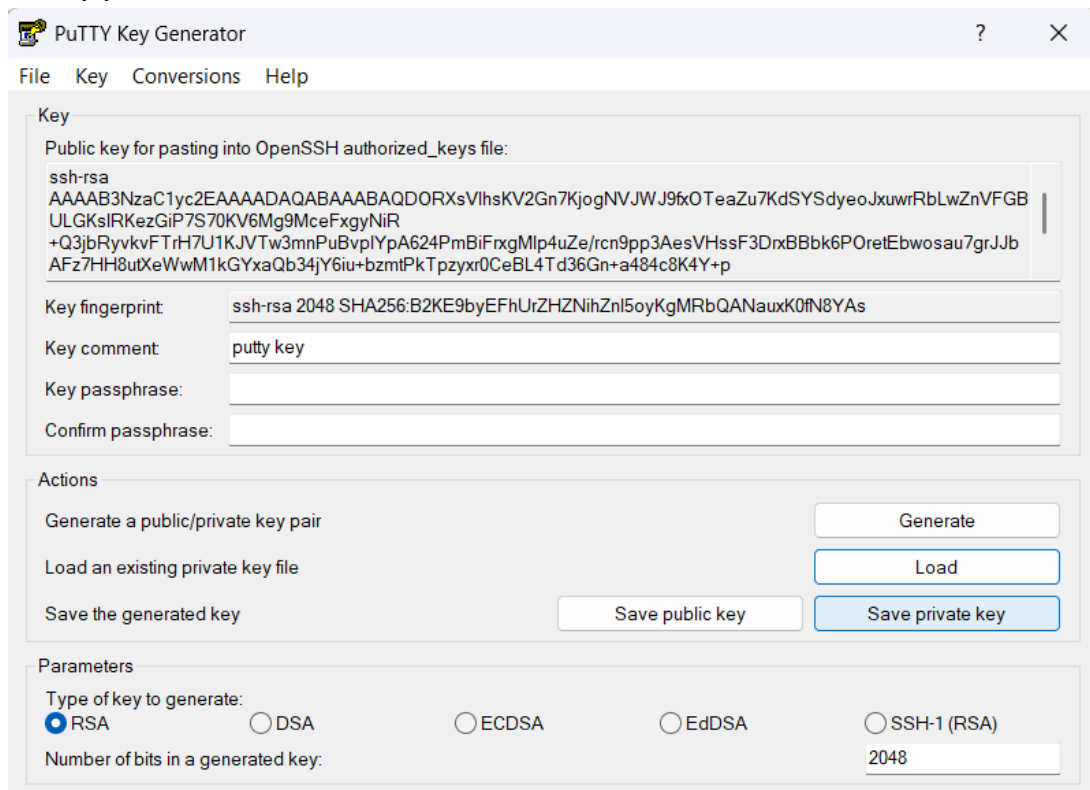 PuTTY Key Generator ? ✕
File Key Conversions Help
Key
Public key for pasting into OpenSSH authorized_keys file:
ssh-rsa
AAAAB3NzaC1yc2EAAAADAQABAAABAQDORXsVlhsKV2Gn7KjogNVJWJ9fxOTeaZu7KdSYSdyeoJxuwrRbLwZnVFGB
ULGKsIRKezGiP7S70KV6Mg9MceFxgyNiR
+Q3jbRyvkvFTrH7U1KJVTw3mnPuBvpIYpA624PmBiFrxgMlp4uZe/rcn9pp3AesVHssF3DrxBBbk6POretEbwosau7grJJb
AFz7HH8utXeWwM1kGYxaQb34jY6iu+bzmtPkTpzyxr0CeBL4Td36Gn+a484c8K4Y+p
Key fingerprint: ssh-rsa 2048 SHA256:B2KE9byEFhUrZHZNihZnl5oyKgMRbQANauxK0fN8YAs
Key comment: putty key
Key passphrase:
Confirm passphrase:
Actions
Generate a public/private key pair Generate
Load an existing private key file Load
Save the generated key Save public key Save private key
Parameters
Type of key to generate:
RSA DSA ECDSA EdDSA SSH-1 (RSA)
Number of bits in a generated key: 2048